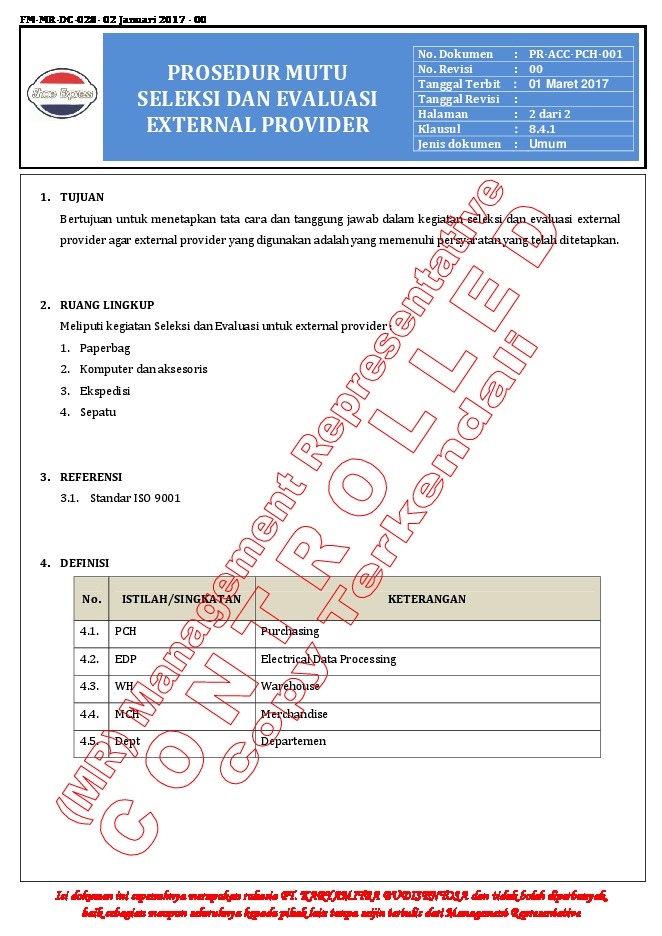 FM-MR-DC-028- 02 Januari 2017 - 00
Shoe Express
PROSEDUR MUTU
SELEKSI DAN EVALUASI
EXTERNAL PROVIDER
No. Dokumen : PR-ACC-PCH-001
No. Revisi : 00
Tanggal Terbit : 01 Maret 2017
Tanggal Revisi :
Halaman : 2 dari 2
Klausul : 8.4.1
Jenis dokumen : Umum
1. TUJUAN
Bertujuan untuk menetapkan tata cara dan tanggung jawab dalam kegiatan seleksi dan evaluasi external
provider agar external provider yang digunakan adalah yang memenuhi persyaratan yang telah ditetapkan.
2. RUANG LINGKUP
Meliputi kegiatan Seleksi dan Evaluasi untuk external provider :
1. Paperbag
2. Komputer dan aksesoris
3. Ekspedisi
4. Sepatu
3. REFERENSI
3.1. Standar ISO 9001
4. DEFINISI
No. ISTILAH/SINGKATAN KETERANGAN
4.1. PCH Purchasing
4.2. EDP Electrical Data Processing
4.3. WH Warehouse
4.4. MCH Merchandise
4.5. Dept Departemen
(MR) Management Representative
CONTROLLED
Copy Terkendali
Isi dokumen ini sepenuhnya merupakan rahasia PT. KARYAMITRA BUDISENTOSA dan tidak boleh diperbanyak,
baik sebagian maupun seluruhnya kepada pihak lain tanpa seijin tertulis dari Management Representative